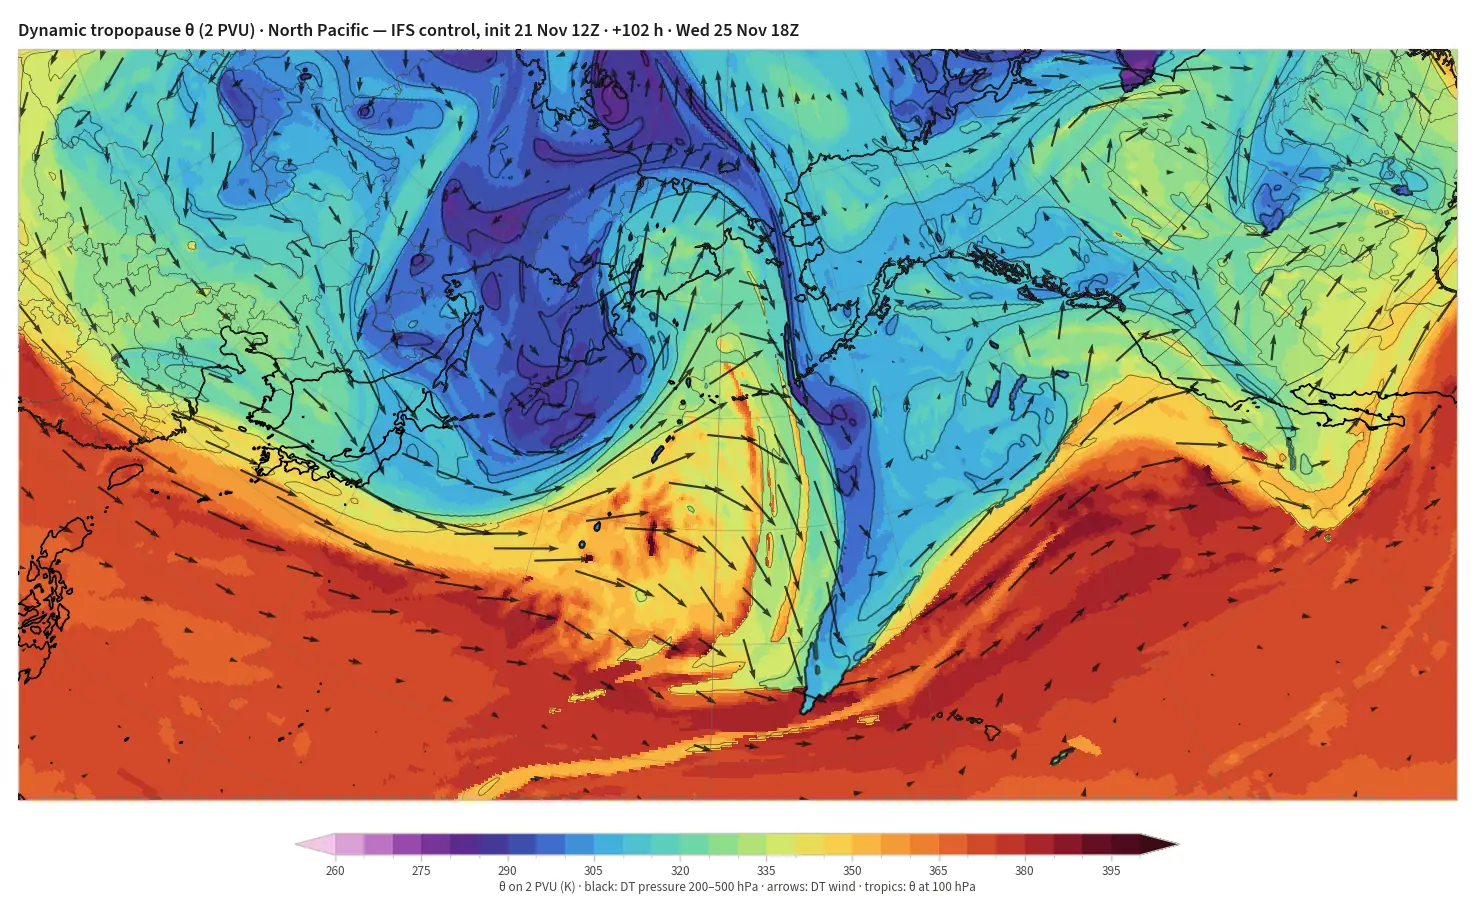 Dynamic tropopause θ (2 PVU) · North Pacific — IFS control, init 21 Nov 12Z · +102 h · Wed 25 Nov 18Z
260 275 290 305 320 335 350 365 380 395
θ on 2 PVU (K) · black: DT pressure 200–500 hPa · arrows: DT wind · tropics: θ at 100 hPa